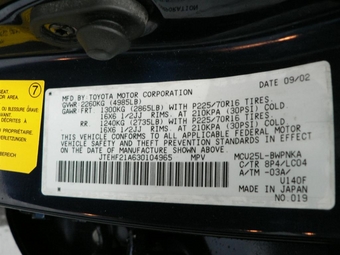 7
DATE 09/02
MFD BY:TOYOTA MOTOR CORPORATION
GVWR 2260KG (4985LB)
GAWR:FRT 1300KG (2865LB) WITH P225/70R16 TIRES
16X6 1/2JJ RIMS, AT 210KPA (30PSI) COLD
RR 1240KG (2735LB) WITH P225/70R16 TIRES
16X6 1/2JJ RIMS, AT 210KPA (30PSI) COLD
THIS VEHICLE CONFORMS TO ALL APPLICABLE FEDERAL MOTOR
VEHICLE SAFETY STANDARDS IN EFFECT ON THE DATE OF
MANUFACTURE SHOWN ABOVE.
JTEHF21A630104965 MPV MCU25L-BWPNKA
C/TR 8P4/LC04
A/TM -03A/
U140F
MADE IN JAPAN
NO.019